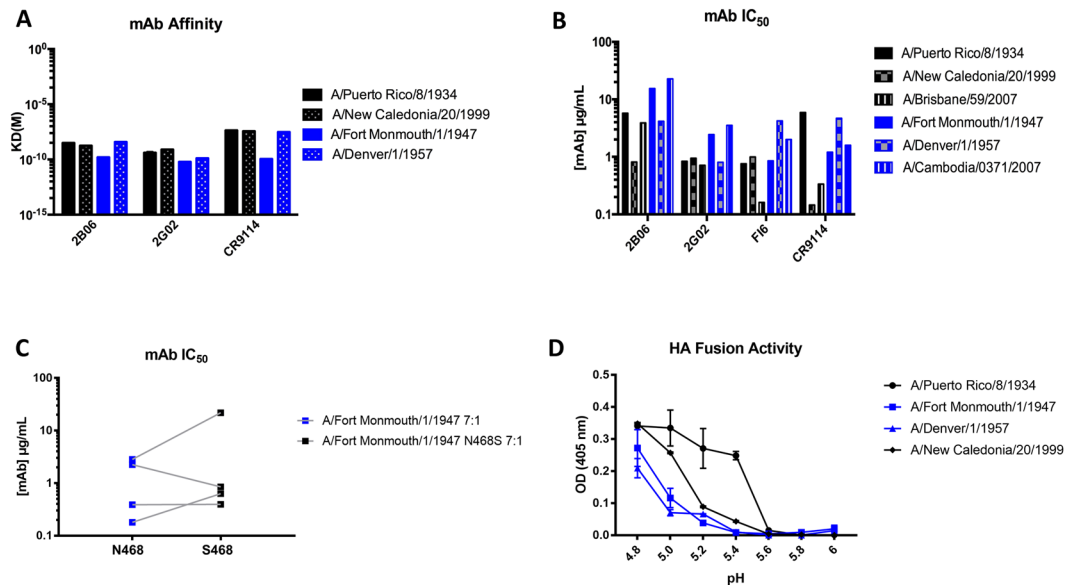 A
mAb Affinity
KD(M)
10⁰
10⁻⁵
10⁻¹⁰
10⁻¹⁵
2B06
2G02
CR9114
A/Puerto Rico/8/1934
A/New Caledonia/20/1999
A/Fort Monmouth/1/1947
A/Denver/1/1957
B
mAb IC₅₀
[mAb] µg/mL
100
10
1
0.1
2B06
2G02
FI6
CR9114
A/Puerto Rico/8/1934
A/New Caledonia/20/1999
A/Brisbane/59/2007
A/Fort Monmouth/1/1947
A/Denver/1/1957
A/Cambodia/0371/2007
C
mAb IC₅₀
[mAb] µg/mL
100
10
1
0.1
N468
S468
A/Fort Monmouth/1/1947 7:1
A/Fort Monmouth/1/1947 N468S 7:1
D
HA Fusion Activity
OD (405 nm)
0.5
0.4
0.3
0.2
0.1
0.0
4.8
5.0
5.2
5.4
5.6
5.8
6
pH
A/Puerto Rico/8/1934
A/Fort Monmouth/1/1947
A/Denver/1/1957
A/New Caledonia/20/1999